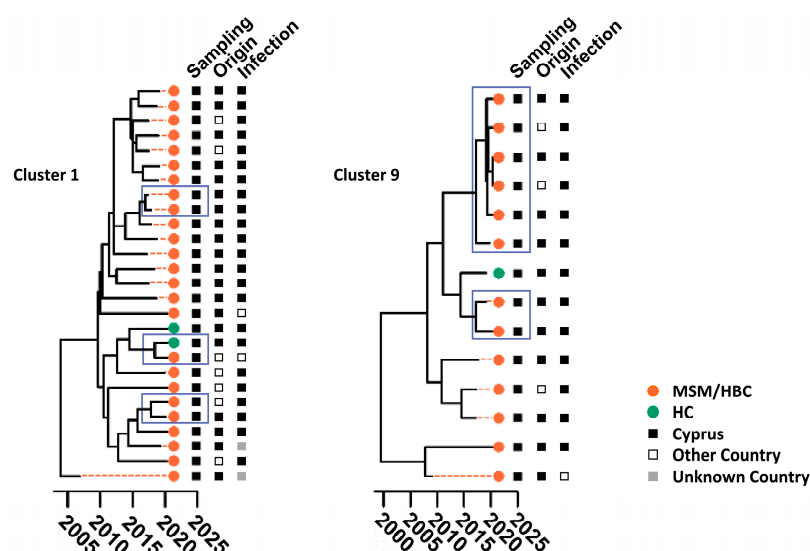 Sampling
Origin
Infection
Sampling
Origin
Infection
Cluster 1
Cluster 9
MSM/HBC
HC
Cyprus
Other Country
Unknown Country
2005 2010 2015 2020 2025
2000 2005 2010 2015 2020 2025